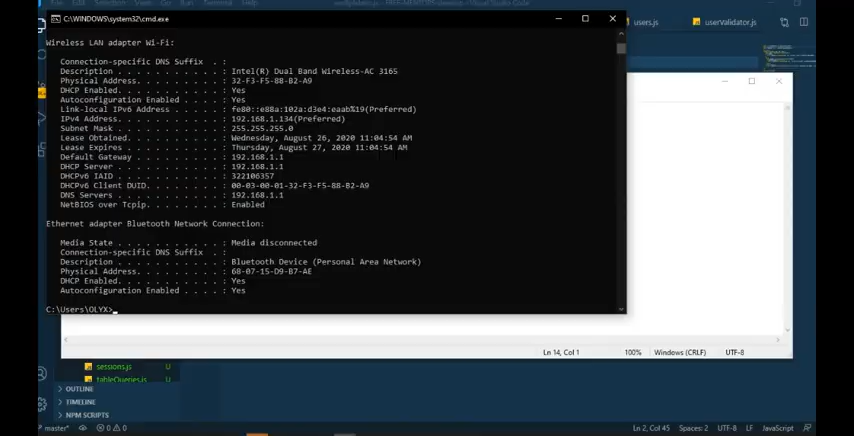 C:\WINDOWS\system32\cmd.exe
users.js
userValidator.js
Wireless LAN adapter Wi-Fi:
Connection-specific DNS Suffix . :
Description . . . . . . . . . . . : Intel(R) Dual Band Wireless-AC 3165
Physical Address. . . . . . . . . : 32-F3-F5-88-B2-A9
DHCP Enabled. . . . . . . . . . . : Yes
Autoconfiguration Enabled . . . . : Yes
Link-local IPv6 Address . . . . . : fe80::e88a:102a:d3e4:eaab%19(Preferred)
IPv4 Address. . . . . . . . . . . : 192.168.1.134(Preferred)
Subnet Mask . . . . . . . . . . . : 255.255.255.0
Lease Obtained. . . . . . . . . . : Wednesday, August 26, 2020 11:04:54 AM
Lease Expires . . . . . . . . . . : Thursday, August 27, 2020 11:04:54 AM
Default Gateway . . . . . . . . . : 192.168.1.1
DHCP Server . . . . . . . . . . . : 192.168.1.1
DHCPv6 IAID . . . . . . . . . . . : 322106357
DHCPv6 Client DUID. . . . . . . . : 00-03-00-01-32-F3-F5-88-B2-A9
DNS Servers . . . . . . . . . . . : 192.168.1.1
NetBIOS over Tcpip. . . . . . . . : Enabled
Ethernet adapter Bluetooth Network Connection:
Media State . . . . . . . . . . . : Media disconnected
Connection-specific DNS Suffix . :
Description . . . . . . . . . . . : Bluetooth Device (Personal Area Network)
Physical Address. . . . . . . . . : 68-07-15-D9-B7-AE
DHCP Enabled. . . . . . . . . . . : Yes
Autoconfiguration Enabled . . . . : Yes
C:\Users\OLYX>
Ln 14, Col 1 100% Windows (CRLF) UTF-8
sessions.js U
tableQueries.js U
OUTLINE
TIMELINE
NPM SCRIPTS
master* 0 0 Ln 2, Col 45 Spaces: 2 UTF-8 LF JavaScript